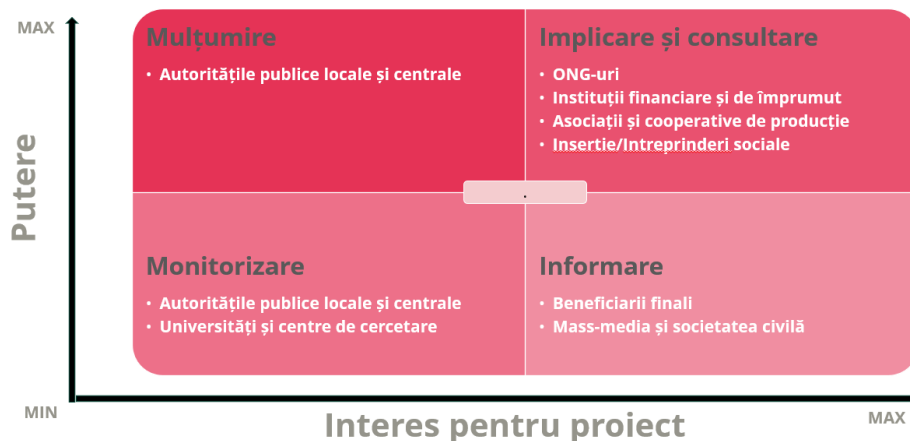 MAX
Putere
Mulțumire
• Autoritățile publice locale și centrale
Implicare și consultare
• ONG-uri
• Instituții financiare și de împrumut
• Asociații și cooperative de producție
• Insertie/Intreprinderi sociale
.
Monitorizare
• Autoritățile publice locale și centrale
• Universități și centre de cercetare
Informare
• Beneficiarii finali
• Mass-media și societatea civilă
MIN
Interes pentru proiect
MAX